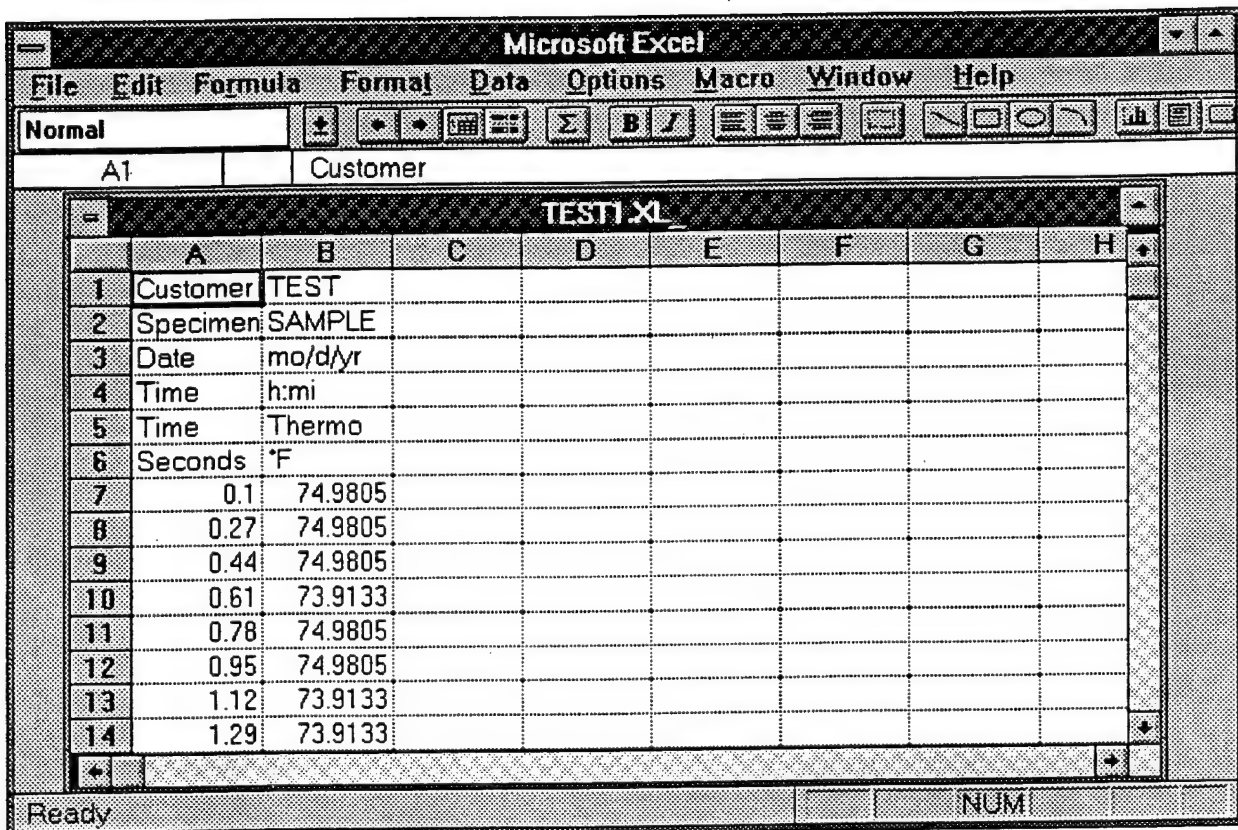 Microsoft Excel
File Edit Formula Format Data Options Macro Window Help
Normal Σ B I
A1 Customer
TEST1.XL_
A B C D E F G H
1 Customer TEST
2 Specimen SAMPLE
3 Date mo/d/yr
4 Time h:mi
5 Time Thermo
6 Seconds °F
7 0.1 74.9805
8 0.27 74.9805
9 0.44 74.9805
10 0.61 73.9133
11 0.78 74.9805
12 0.95 74.9805
13 1.12 73.9133
14 1.29 73.9133
Ready NUM